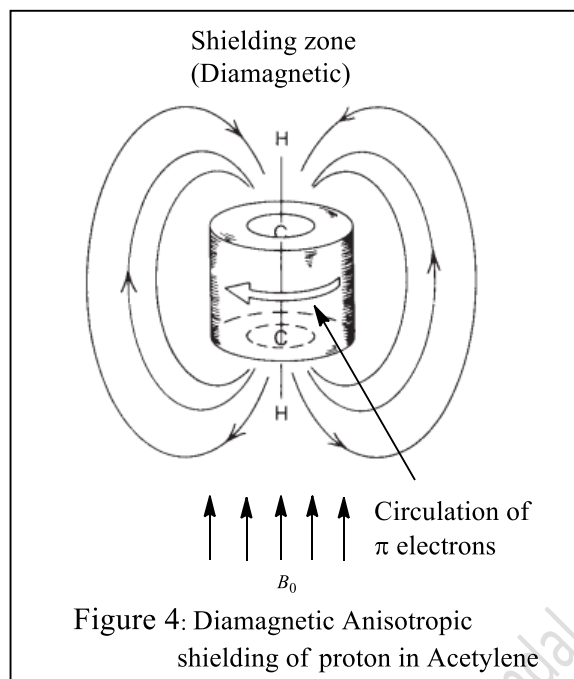 Shielding zone
(Diamagnetic)
H
C
C
H
Circulation of
π electrons
B₀
Figure 4: Diamagnetic Anisotropic
shielding of proton in Acetylene